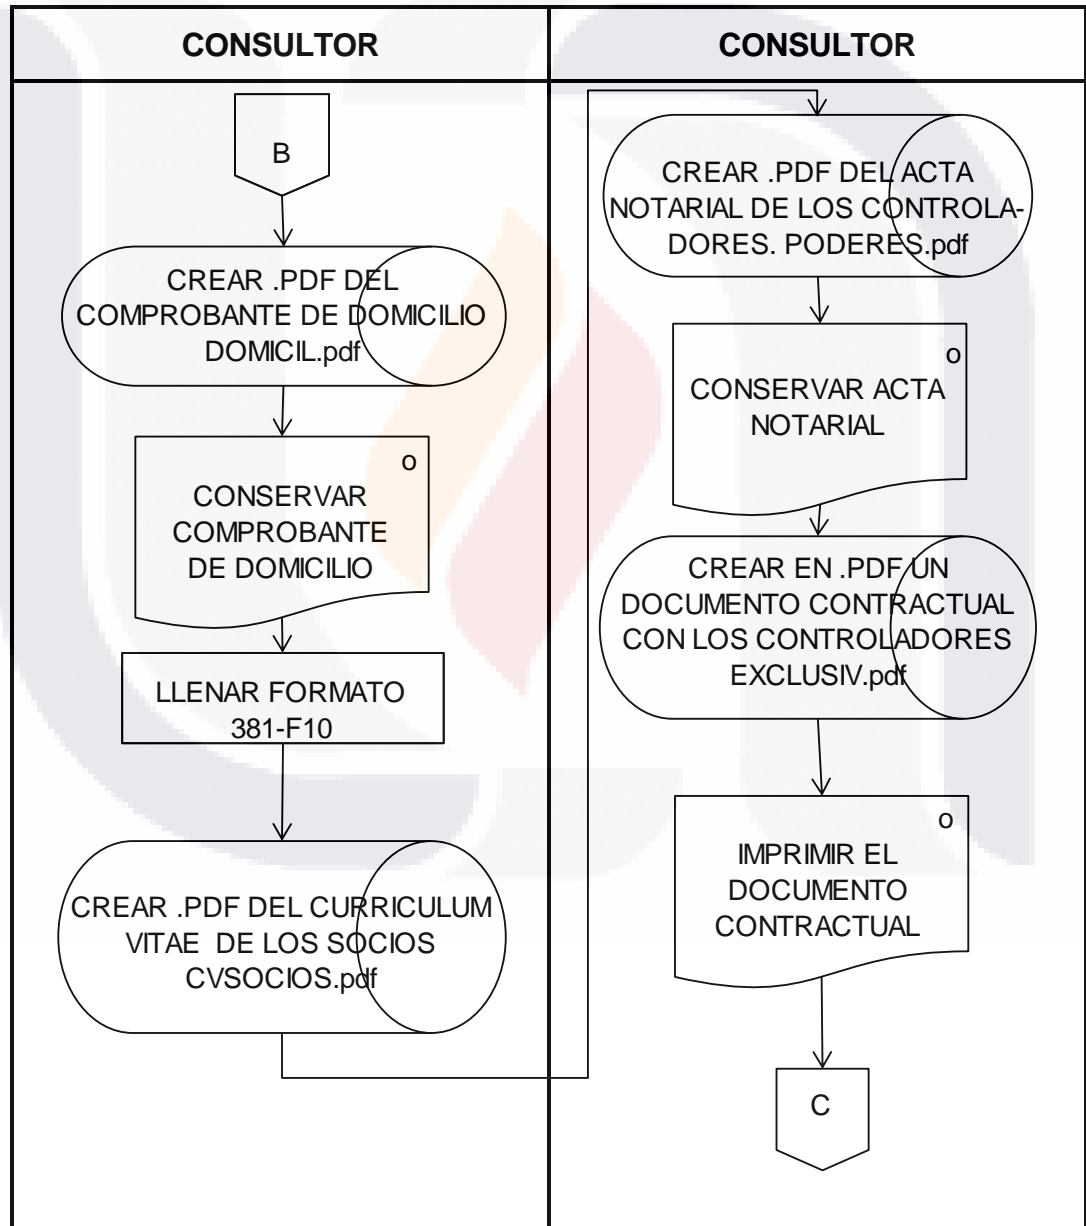 CONSULTOR
B
CREAR .PDF DEL
COMPROBANTE DE DOMICILIO
DOMICIL.pdf
o
CONSERVAR
COMPROBANTE
DE DOMICILIO
LLENAR FORMATO
381-F10
CREAR .PDF DEL CURRICULUM
VITAE DE LOS SOCIOS
CVSOCIOS.pdf
CONSULTOR
CREAR .PDF DEL ACTA
NOTARIAL DE LOS CONTROLA-
DORES. PODERES.pdf
o
CONSERVAR ACTA
NOTARIAL
CREAR EN .PDF UN
DOCUMENTO CONTRACTUAL
CON LOS CONTROLADORES
EXCLUSIV.pdf
o
IMPRIMIR EL
DOCUMENTO
CONTRACTUAL
C